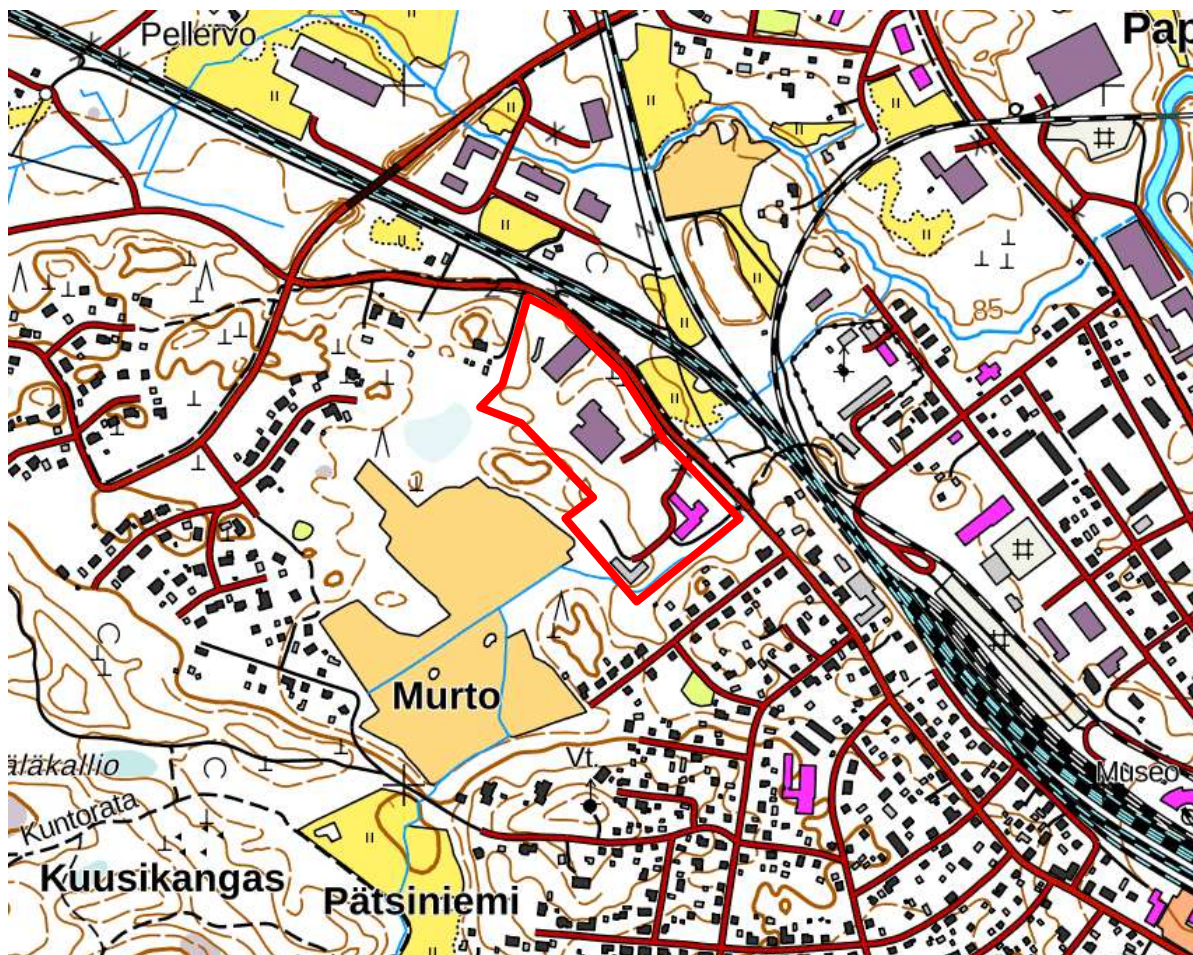 Pellervo
Pap
85
Murto
Vt.
äläkallio
Museo
Kuntorata
Kuusikangas
Pätsiniemi